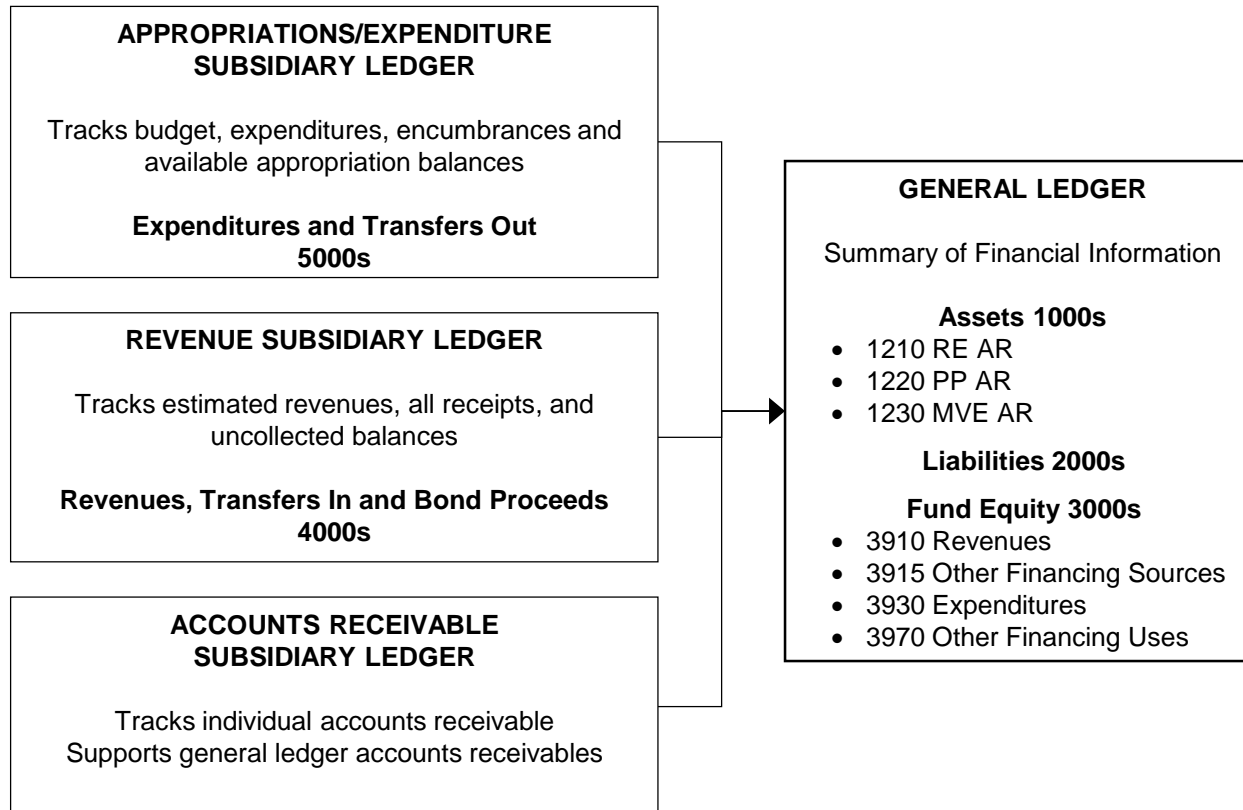 APPROPRIATIONS/EXPENDITURE
SUBSIDIARY LEDGER
Tracks budget, expenditures, encumbrances and
available appropriation balances
Expenditures and Transfers Out
5000s
REVENUE SUBSIDIARY LEDGER
Tracks estimated revenues, all receipts, and
uncollected balances
Revenues, Transfers In and Bond Proceeds
4000s
ACCOUNTS RECEIVABLE
SUBSIDIARY LEDGER
Tracks individual accounts receivable
Supports general ledger accounts receivables
GENERAL LEDGER
Summary of Financial Information
Assets 1000s
• 1210 RE AR
• 1220 PP AR
• 1230 MVE AR
Liabilities 2000s
Fund Equity 3000s
• 3910 Revenues
• 3915 Other Financing Sources
• 3930 Expenditures
• 3970 Other Financing Uses